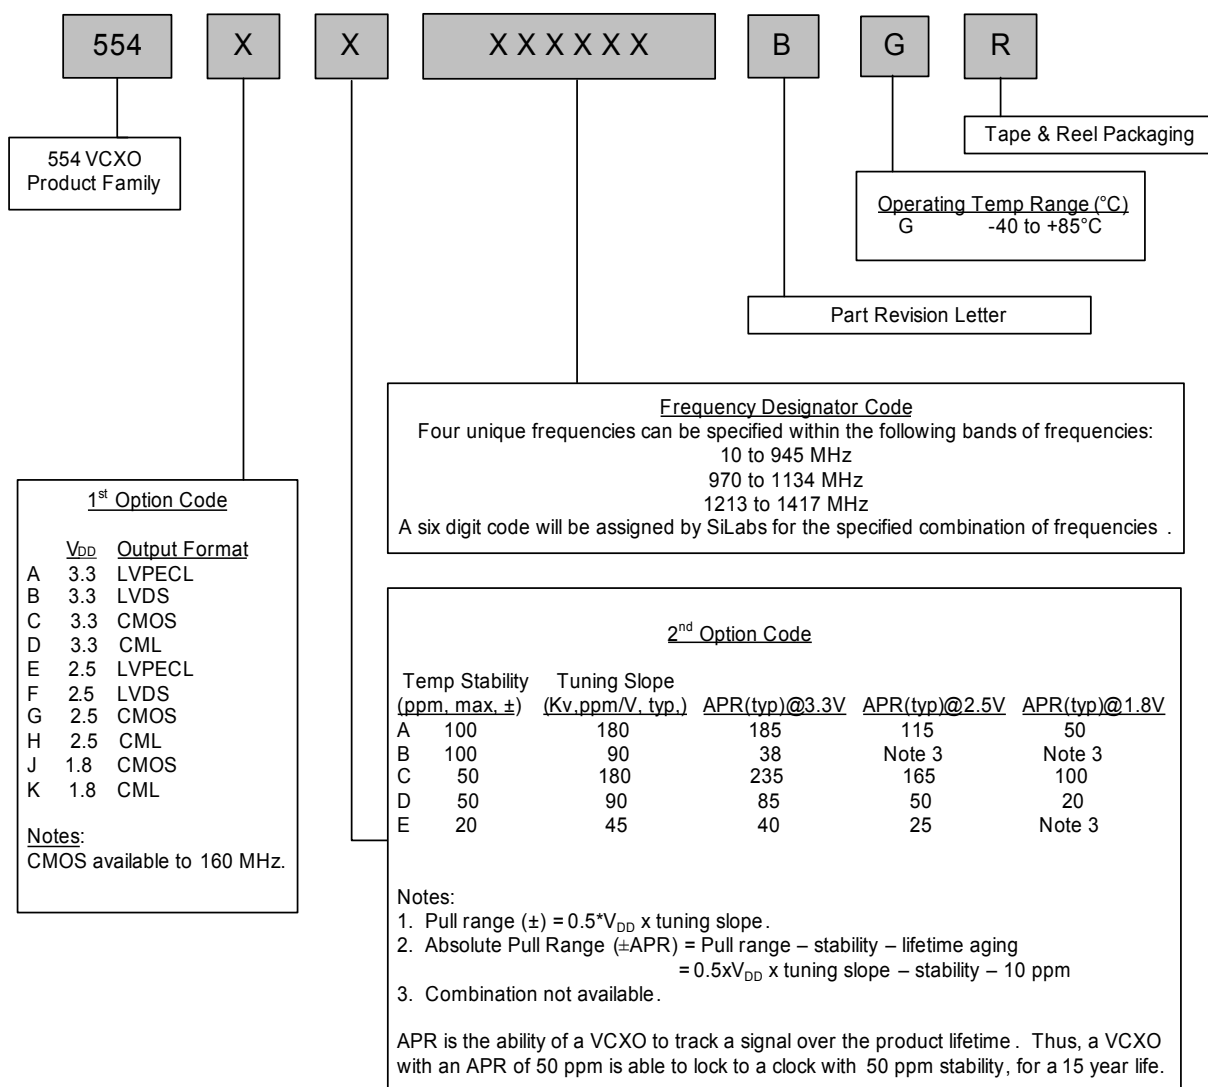 554 X X X X X X X X B G R
554 VCXO
Product Family
Tape & Reel Packaging
Operating Temp Range (°C)
G -40 to +85°C
Part Revision Letter
Frequency Designator Code
Four unique frequencies can be specified within the following bands of frequencies:
10 to 945 MHz
970 to 1134 MHz
1213 to 1417 MHz
A six digit code will be assigned by SiLabs for the specified combination of frequencies .
1st Option Code
VDD Output Format
A 3.3 LVPECL
B 3.3 LVDS
C 3.3 CMOS
D 3.3 CML
E 2.5 LVPECL
F 2.5 LVDS
G 2.5 CMOS
H 2.5 CML
J 1.8 CMOS
K 1.8 CML
Notes:
CMOS available to 160 MHz.
2nd Option Code
Temp Stability Tuning Slope
(ppm, max, ±) (Kv,ppm/V, typ.) APR(typ)@3.3V APR(typ)@2.5V APR(typ)@1.8V
A 100 180 185 115 50
B 100 90 38 Note 3 Note 3
C 50 180 235 165 100
D 50 90 85 50 20
E 20 45 40 25 Note 3
Notes:
1. Pull range (±) = 0.5*VDD x tuning slope.
2. Absolute Pull Range (±APR) = Pull range – stability – lifetime aging
= 0.5xVDD x tuning slope – stability – 10 ppm
3. Combination not available.
APR is the ability of a VCXO to track a signal over the product lifetime . Thus, a VCXO
with an APR of 50 ppm is able to lock to a clock with 50 ppm stability, for a 15 year life.